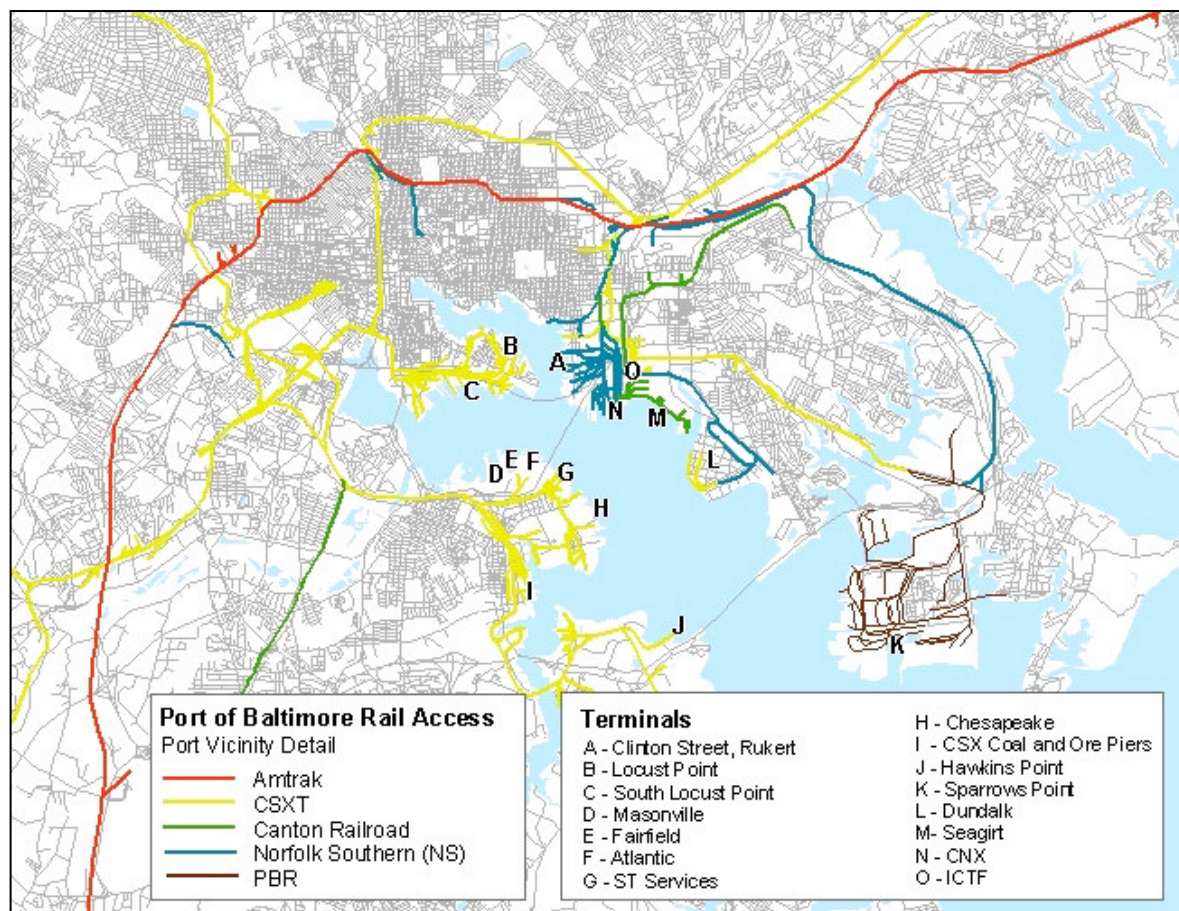 B
A
C
O
N
M
E
F
D
G
L
H
I
J
K
Port of Baltimore Rail Access
Port Vicinity Detail
Amtrak
CSXT
Canton Railroad
Norfolk Southern (NS)
PBR
Terminals
A - Clinton Street, Rukert
B - Locust Point
C - South Locust Point
D - Masonville
E - Fairfield
F - Atlantic
G - ST Services
H - Chesapeake
I - CSX Coal and Ore Piers
J - Hawkins Point
K - Sparrows Point
L - Dundalk
M- Seagirt
N - CNX
O - ICTF